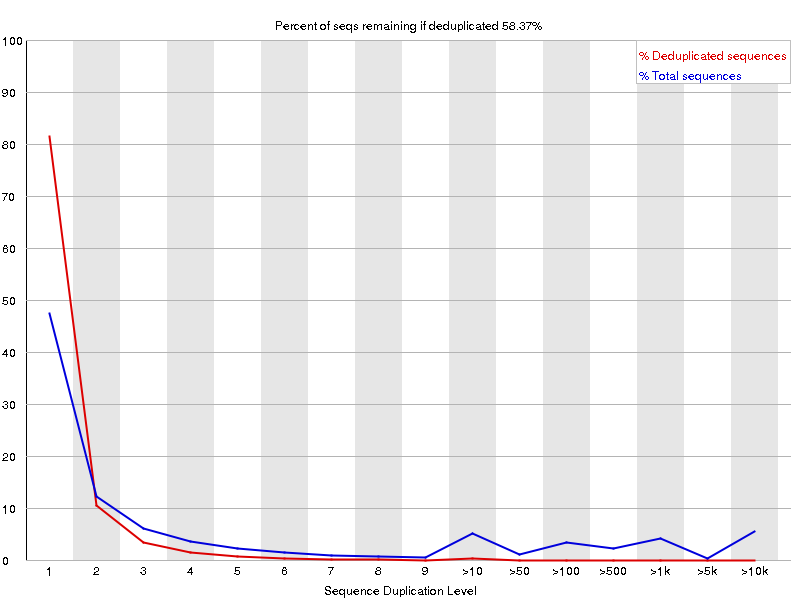 Percent of seqs remaining if deduplicated 58.37%
% Deduplicated sequences
% Total sequences
100
90
80
70
60
50
40
30
20
10
0
1 2 3 4 5 6 7 8 9 >10 >50 >100 >500 >1k >5k >10k
Sequence Duplication Level